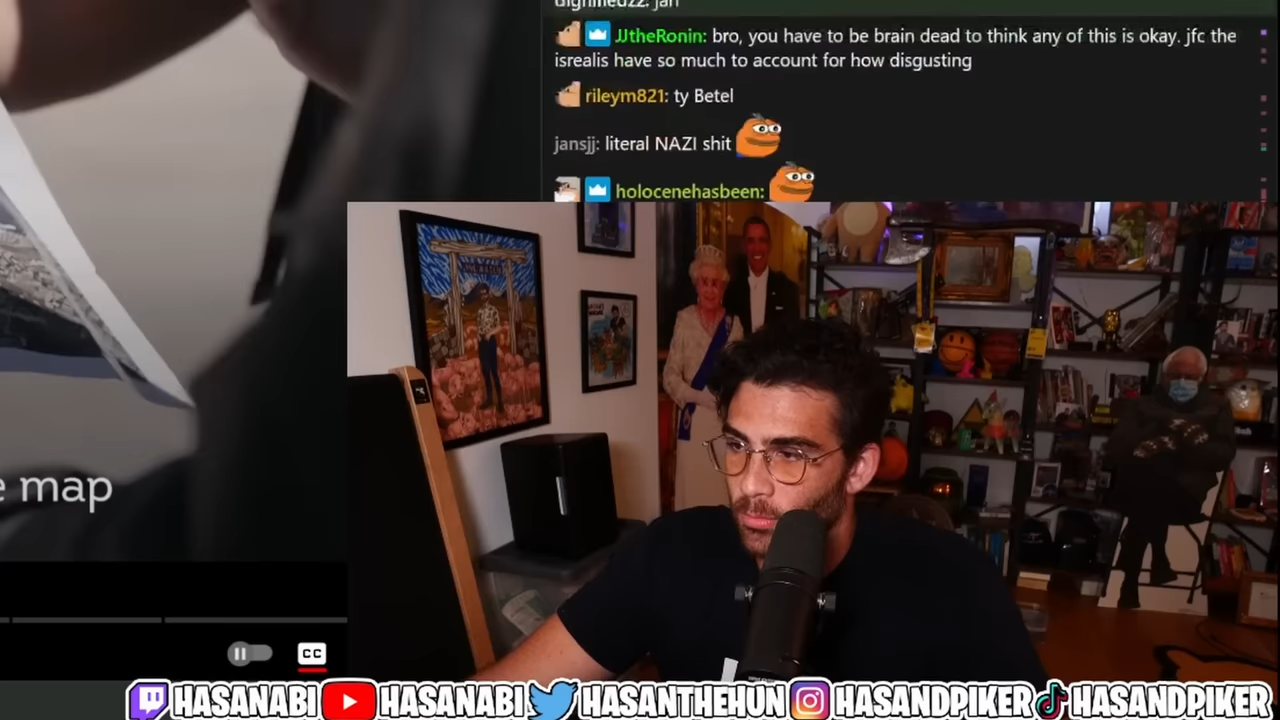 Digimed22: jan
JJtheRonin: bro, you have to be brain dead to think any of this is okay. jfc the
isrealis have so much to account for how disgusting
rileym821: ty Betel
jansjj: literal NAZI shit
holocenehasbeen:
e map
CC
HASANABI HASANABI HASANTHEHUN HASANDPIKER HASANDPIKER